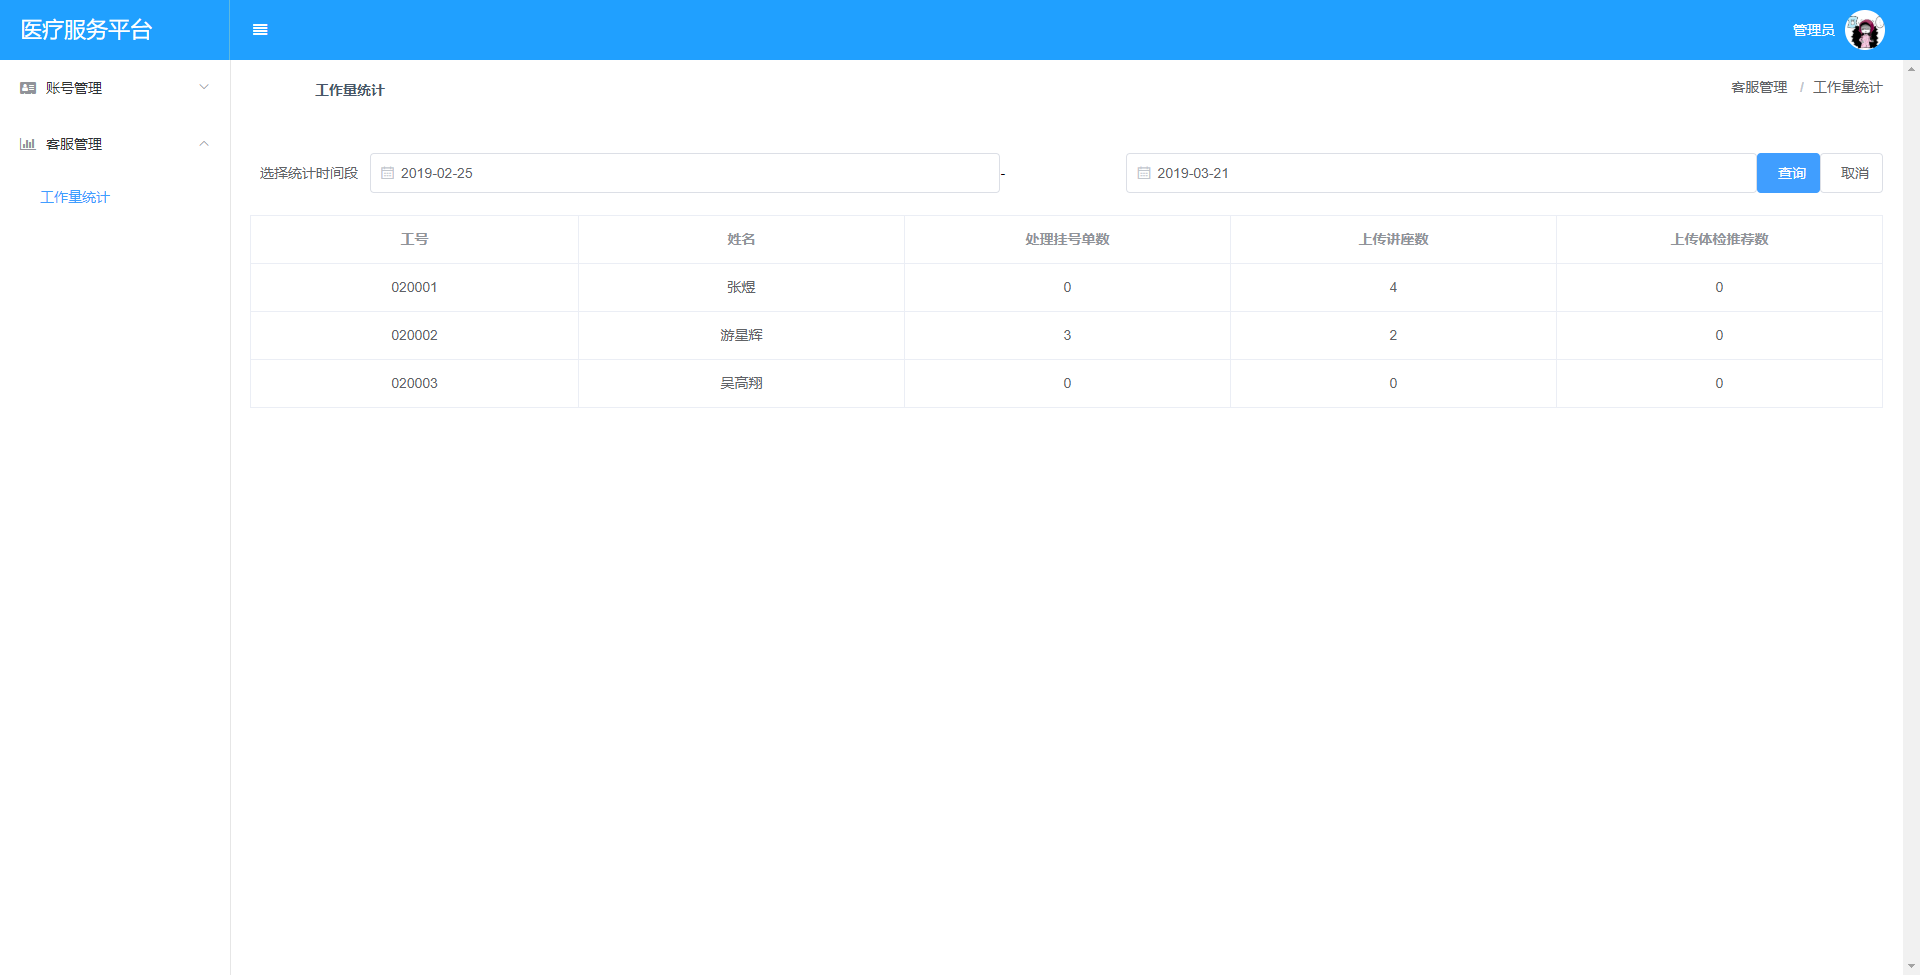 医疗服务平台
管理员
账号管理
客服管理
工作量统计
工作量统计
客服管理 / 工作量统计
选择统计时间段 2019-02-25 - 2019-03-21 查询 取消
工号 姓名 处理挂号单数 上传讲座数 上传体检推荐数
020001 张煜 0 4 0
020002 游星辉 3 2 0
020003 吴高翔 0 0 0